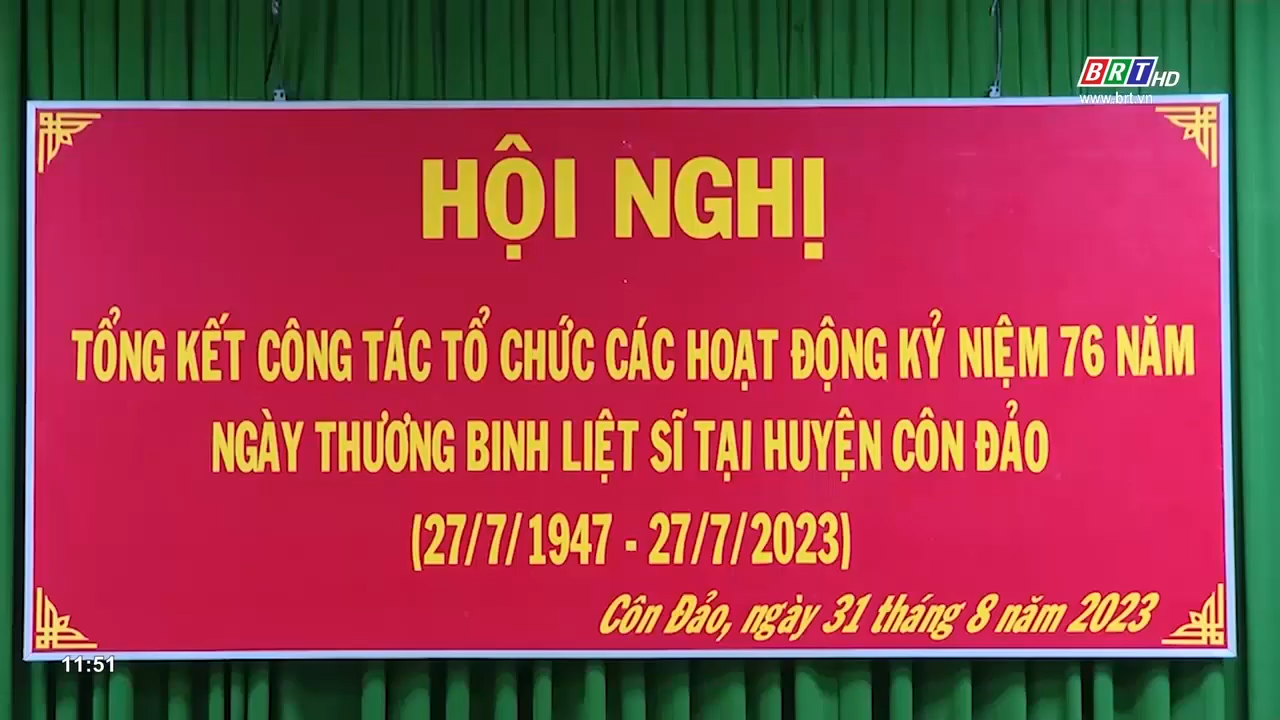 BRT HD
www.brt.vn
HỘI NGHỊ
TỔNG KẾT CÔNG TÁC TỔ CHỨC CÁC HOẠT ĐỘNG KỶ NIỆM 76 NĂM
NGÀY THƯƠNG BINH LIỆT SĨ TẠI HUYỆN CÔN ĐẢO
(27/7/1947 - 27/7/2023)
Côn Đảo, ngày 31 tháng 8 năm 2023
11:51